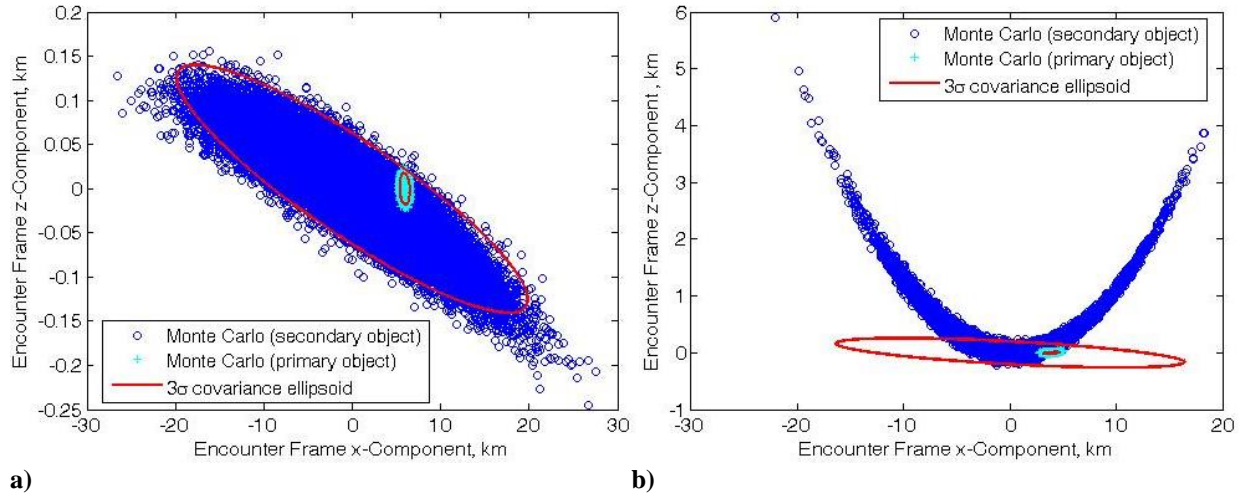 0.2
0.15
0.1
0.05
0
-0.05
-0.1
-0.15
-0.2
-0.25
Encounter Frame z-Component, km
Monte Carlo (secondary object)
Monte Carlo (primary object)
3σ covariance ellipsoid
-30 -20 -10 0 10 20 30
Encounter Frame x-Component, km
a)
6
5
4
3
2
1
0
-1
Encounter Frame z-Component, km
Monte Carlo (secondary object)
Monte Carlo (primary object)
3σ covariance ellipsoid
-30 -20 -10 0 10 20
Encounter Frame x-Component, km
b)